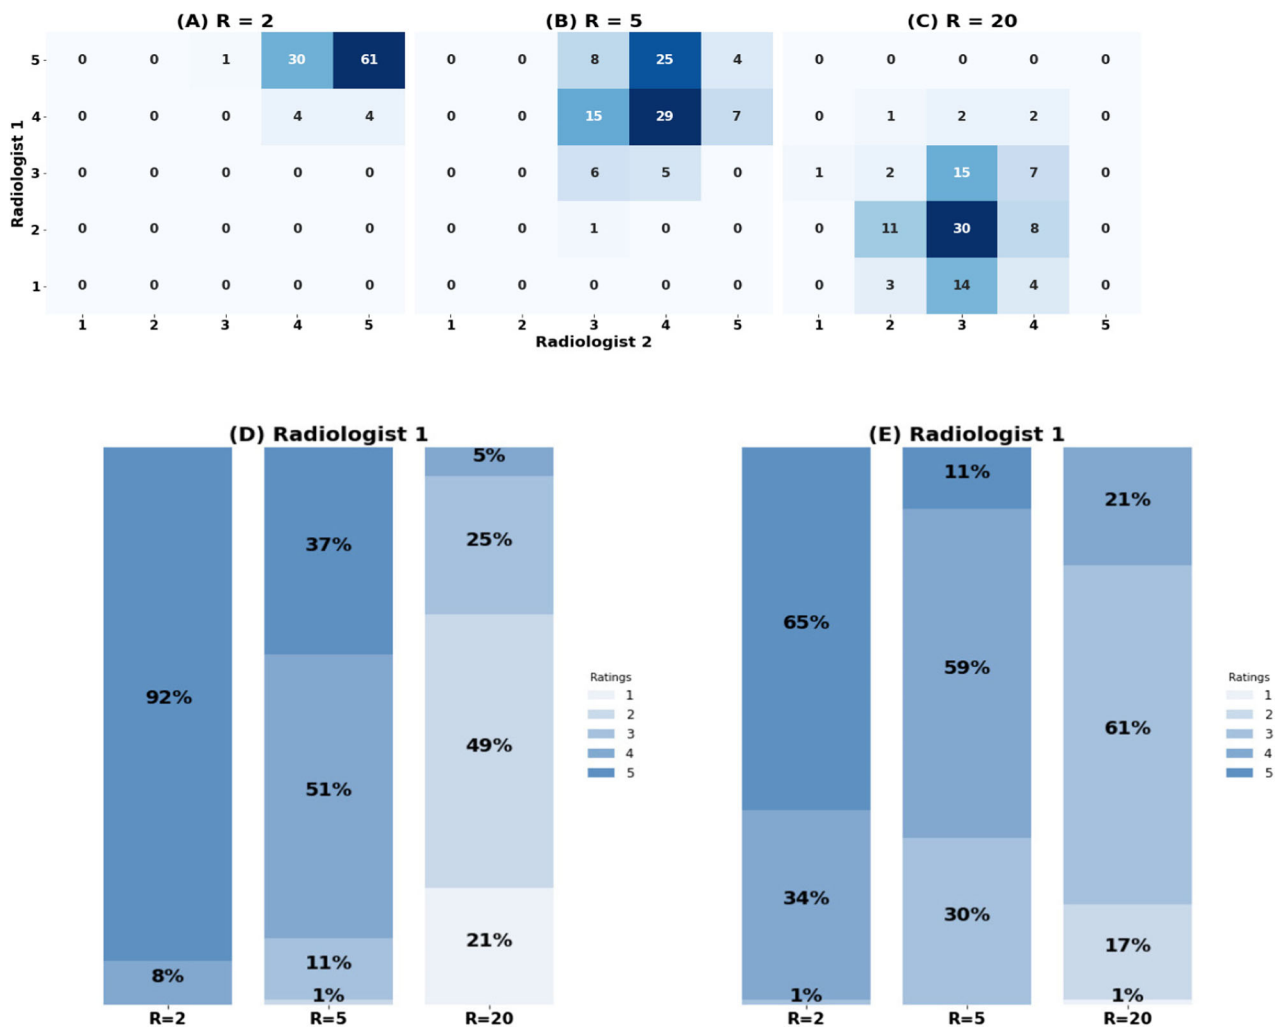 (A) R = 2 (B) R = 5 (C) R = 20
Radiologist 1
5 0 0 1 30 61 0 0 8 25 4 0 0 0 0 0
4 0 0 0 4 4 0 0 15 29 7 0 1 2 2 0
3 0 0 0 0 0 0 0 6 5 0 1 2 15 7 0
2 0 0 0 0 0 0 0 1 0 0 0 11 30 8 0
1 0 0 0 0 0 0 0 0 0 0 0 3 14 4 0
1 2 3 4 5 1 2 3 4 5 1 2 3 4 5
Radiologist 2
(D) Radiologist 1
92%
8%
37%
51%
11%
1%
5%
25%
49%
21%
R=2 R=5 R=20
Ratings
1
2
3
4
5
(E) Radiologist 1
65%
34%
1%
11%
59%
30%
21%
61%
17%
1%
R=2 R=5 R=20
Ratings
1
2
3
4
5